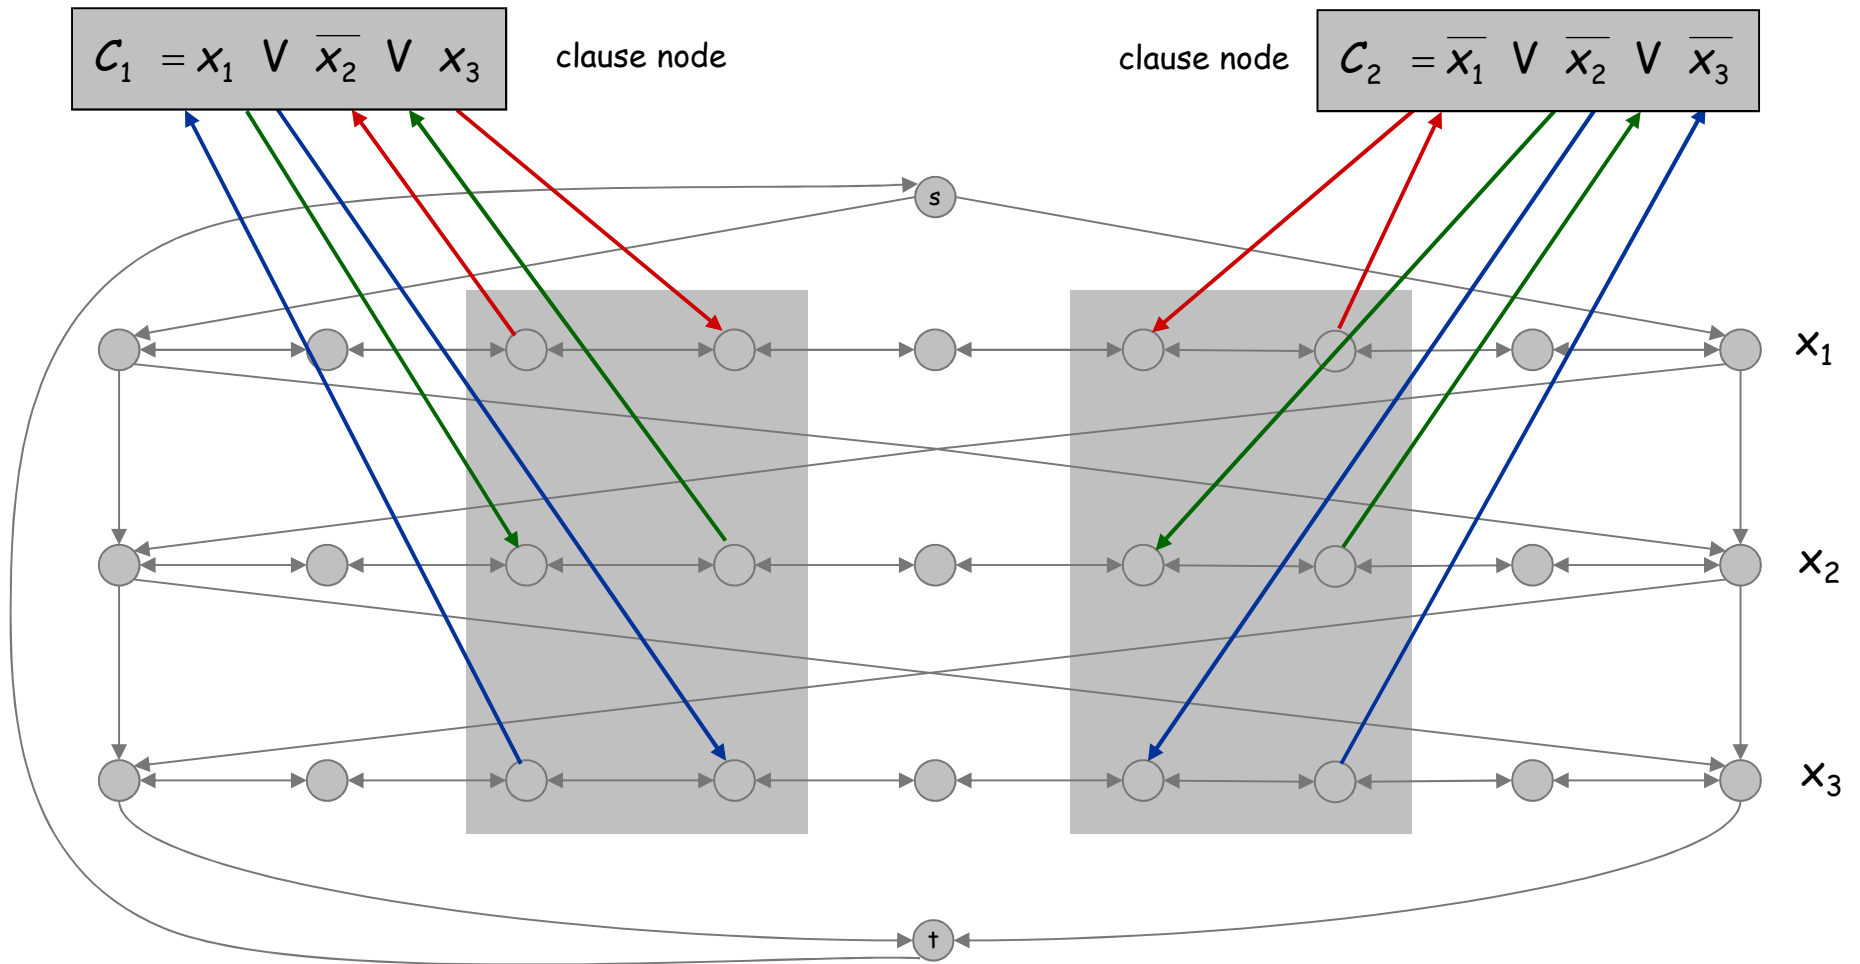 C₁ = x₁ V x̅₂ V x₃
clause node
clause node
C₂ = x̅₁ V x̅₂ V x̅₃
s
x₁
x₂
x₃
t